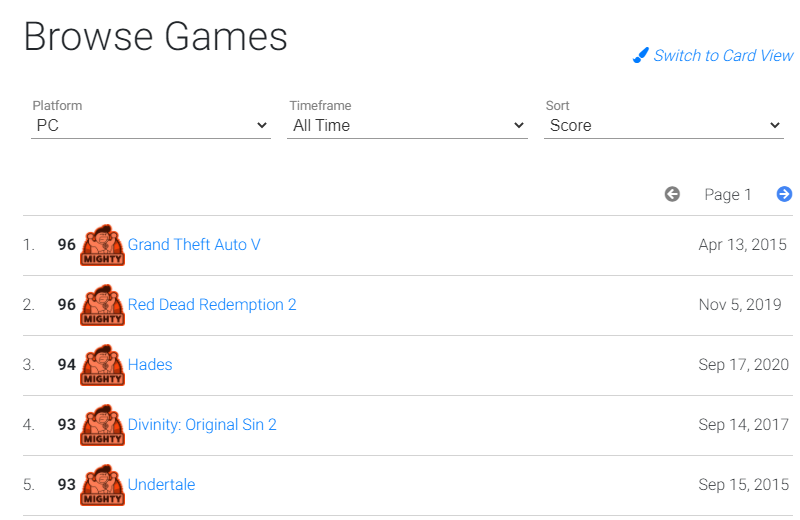 Browse Games
Switch to Card View
Platform Timeframe Sort
PC All Time Score
Page 1
1. 96 MIGHTY Grand Theft Auto V Apr 13, 2015
2. 96 MIGHTY Red Dead Redemption 2 Nov 5, 2019
3. 94 MIGHTY Hades Sep 17, 2020
4. 93 MIGHTY Divinity: Original Sin 2 Sep 14, 2017
5. 93 MIGHTY Undertale Sep 15, 2015